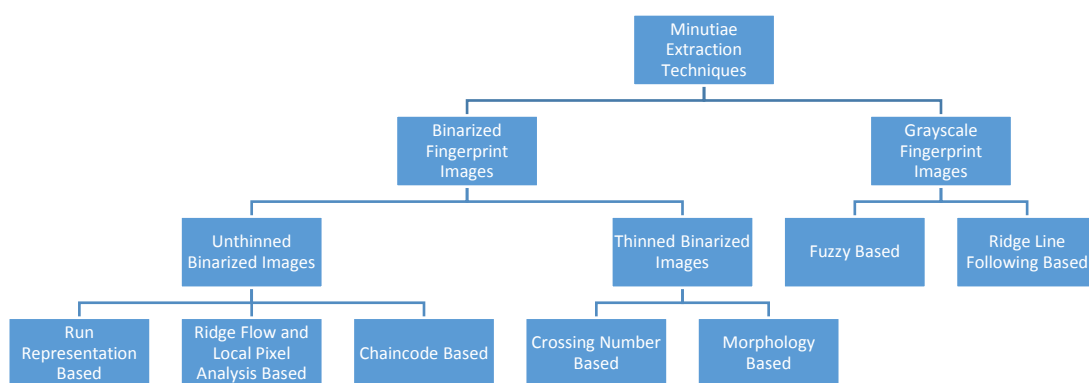 Minutiae
Extraction
Techniques
Binarized
Fingerprint
Images
Grayscale
Fingerprint
Images
Unthinned
Binarized Images
Thinned Binarized
Images
Fuzzy Based
Ridge Line
Following Based
Run
Representation
Based
Ridge Flow and
Local Pixel
Analysis Based
Chaincode Based
Crossing Number
Based
Morphology
Based